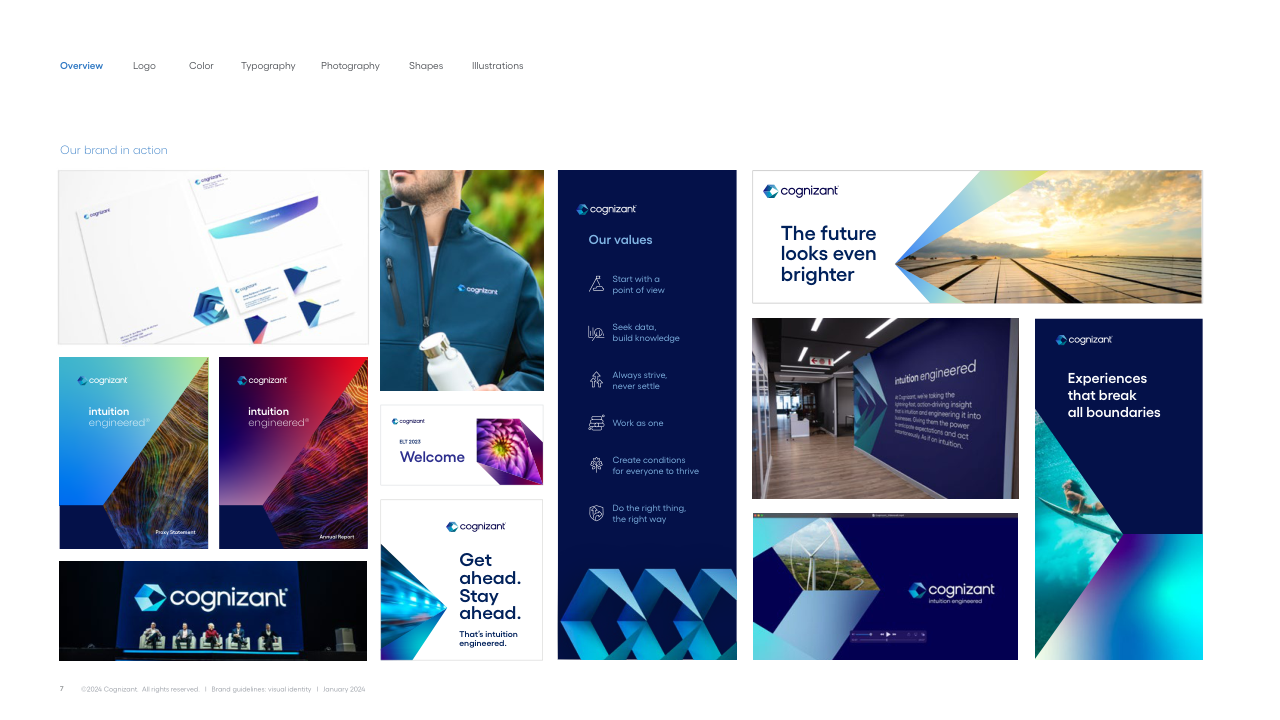 Overview Logo Color Typography Photography Shapes Illustrations
Our brand in action
cognizant
cognizant
cognizant
intuition
engineered®
Proxy Statement
cognizant
intuition
engineered®
Annual Report
cognizant
cognizant
cognizant
ELT 2023
Welcome
cognizant
Get
ahead.
Stay
ahead.
That's intuition
engineered.
cognizant
Our values
Start with a
point of view
Seek data,
build knowledge
Always strive,
never settle
Work as one
Create conditions
for everyone to thrive
Do the right thing,
the right way
cognizant
The future
looks even
brighter
intuition engineered
At Cognizant, we're taking the
lightning-fast, action-driving insight
that's intuition and engineering it into
businesses. Giving them the power
to anticipate expectations and act
instantaneously. As if on intuition.
cognizant
intuition engineered
cognizant
Experiences
that break
all boundaries
7 ©2024 Cognizant. All rights reserved. | Brand guidelines: visual identity | January 2024